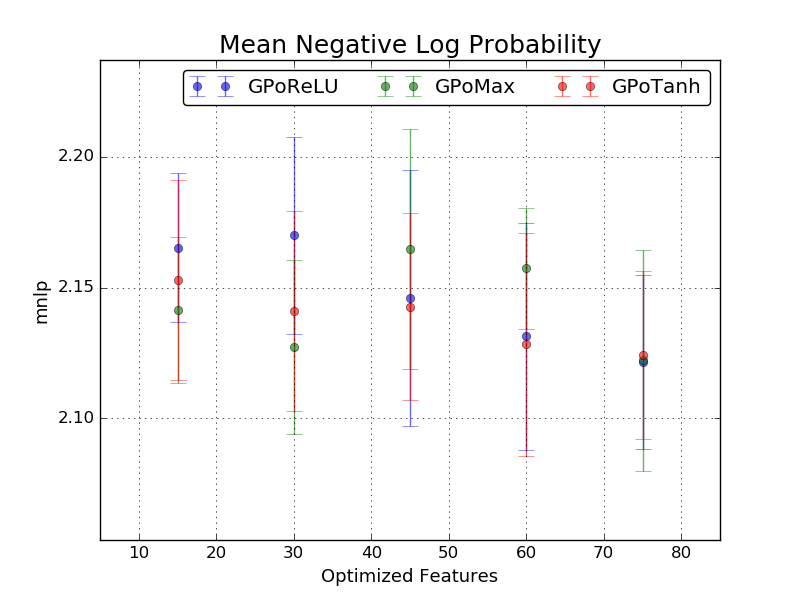 Mean Negative Log Probability
GPoReLU GPoMax GPoTanh
2.20
2.15
2.10
mnlp
10 20 30 40 50 60 70 80
Optimized Features